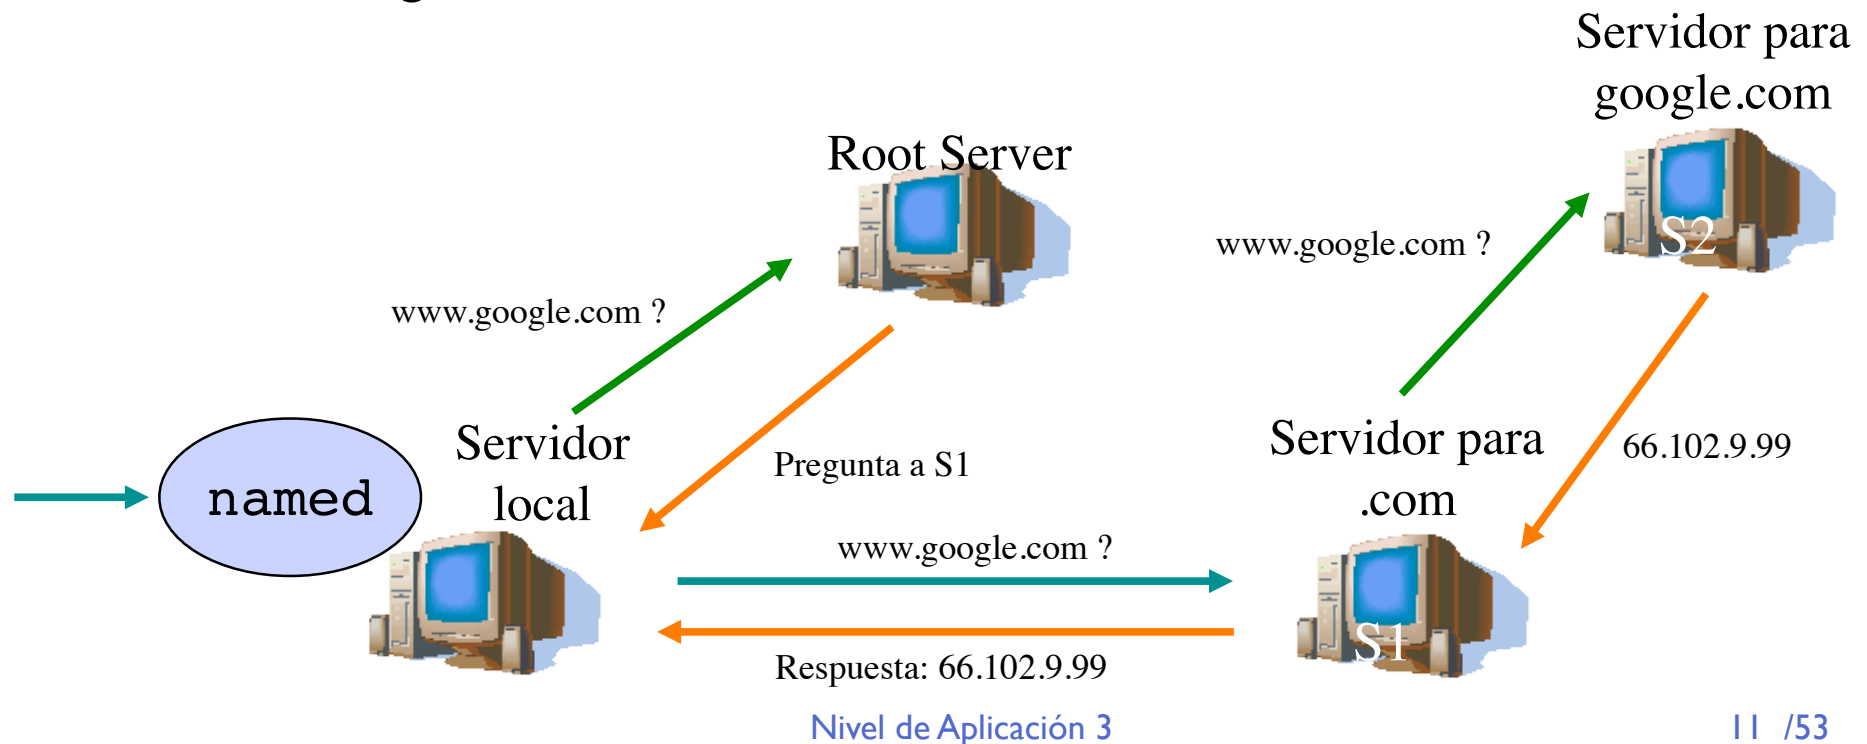 Servidor para
google.com
Root Server
S2
www.google.com ?
www.google.com ?
Servidor
local
named
Pregunta a S1
Servidor para
.com
66.102.9.99
www.google.com ?
S1
Respuesta: 66.102.9.99
Nivel de Aplicación 3
11 /53